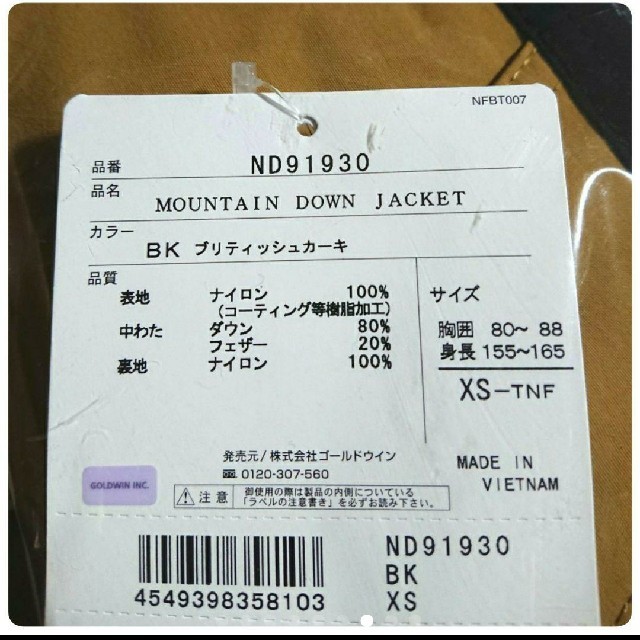 NFBT007
品番 ND91930
品名 MOUNTAIN DOWN JACKET
カラー BK ブリティッシュカーキ
品質
表地 ナイロン 100%
(コーティング等樹脂加工)
中わた ダウン 80%
フェザー 20%
裏地 ナイロン 100%
サイズ
胸囲 80〜 88
身長 155〜165
XS-TNF
発売元/株式会社ゴールドウイン
0120-307-560
MADE IN
VIETNAM
GOLDWIN INC.
注意 御使用の際は製品の内側についている
「ラベルの注意書き」を必ずお読み下さい。
4549398358103
ND91930
BK
XS